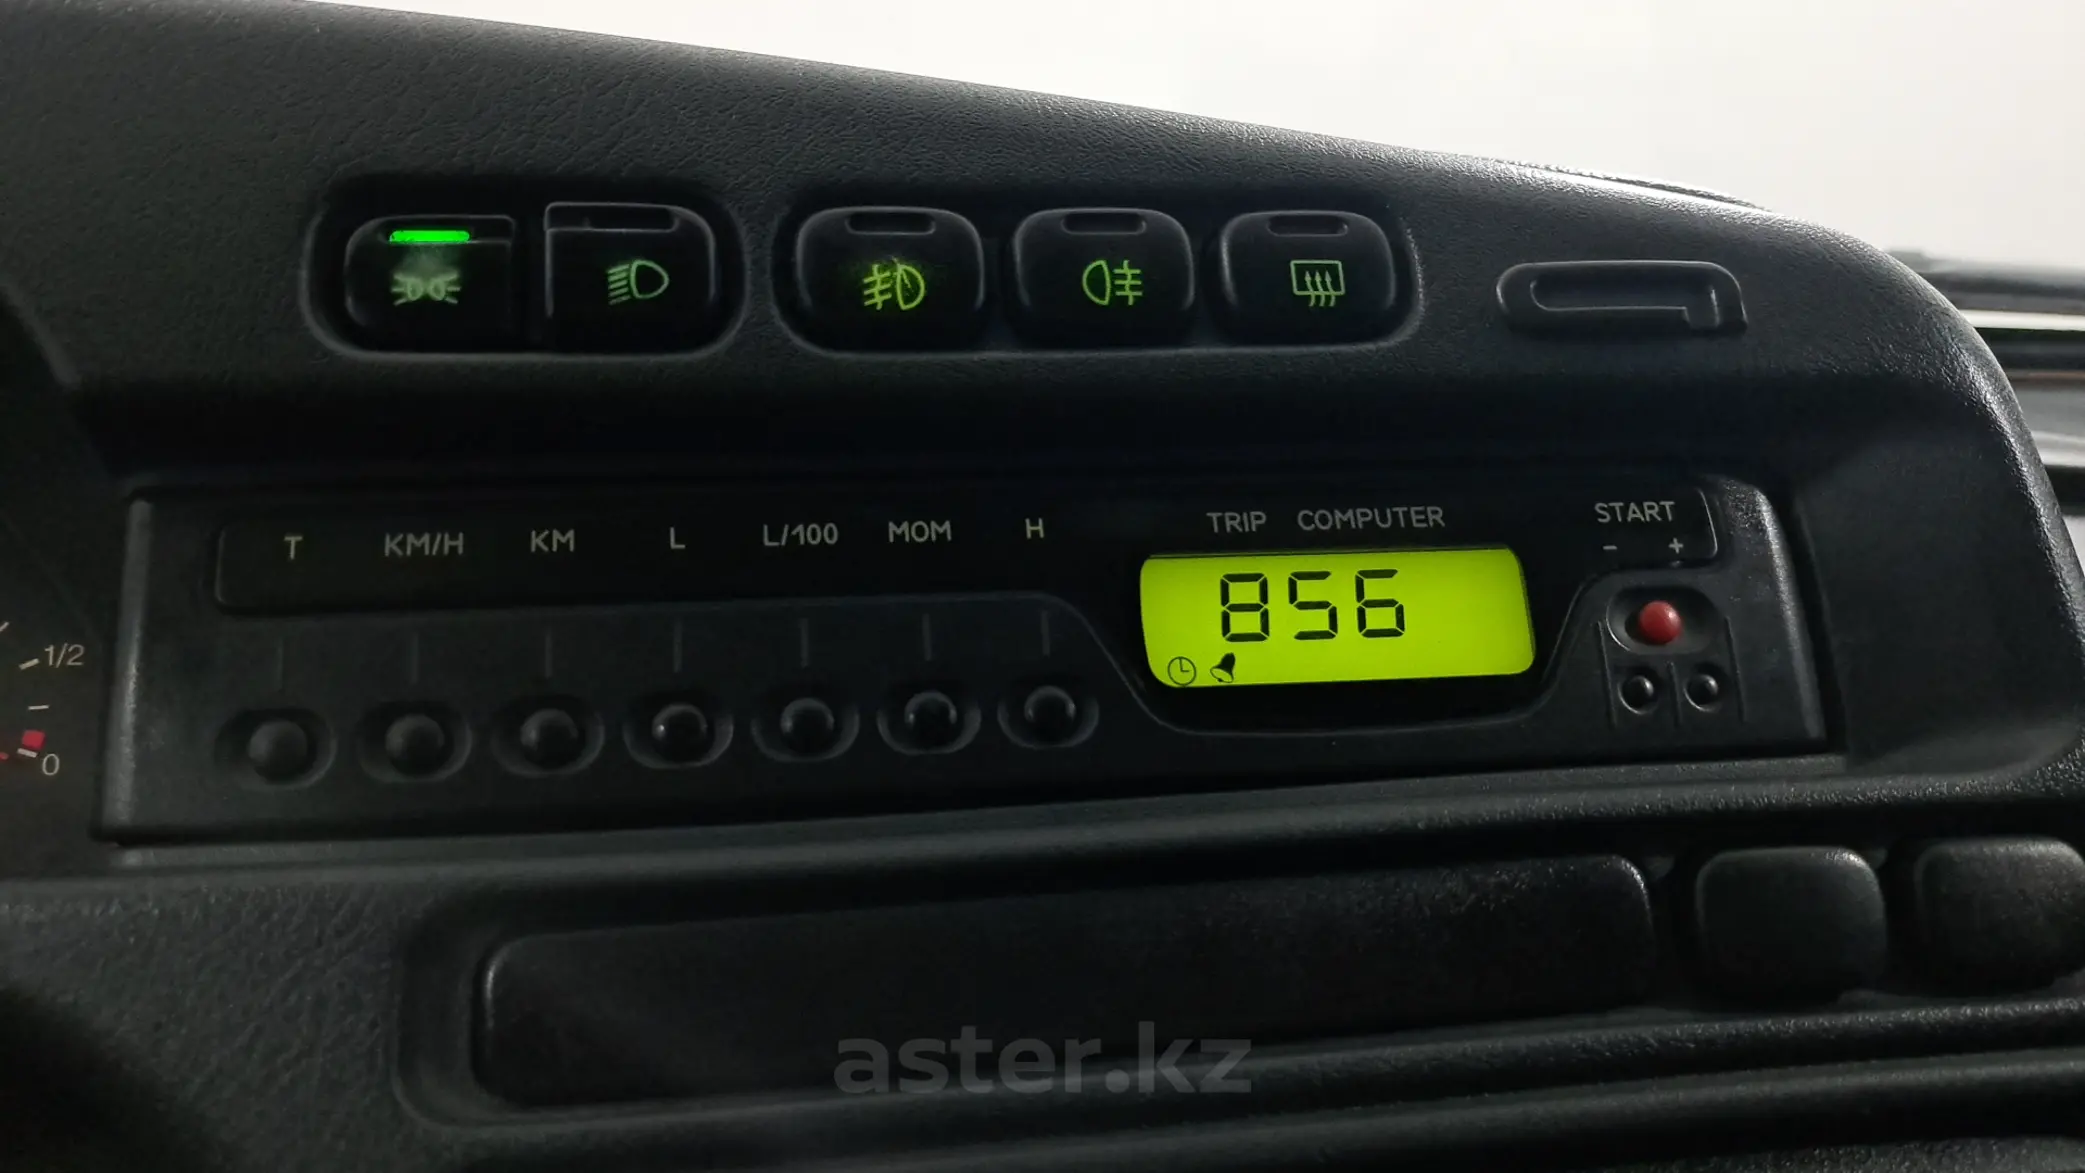 T KM/H KM L L/100 MOM H
TRIP COMPUTER
START
- +
856
1/2
0
aster.kz